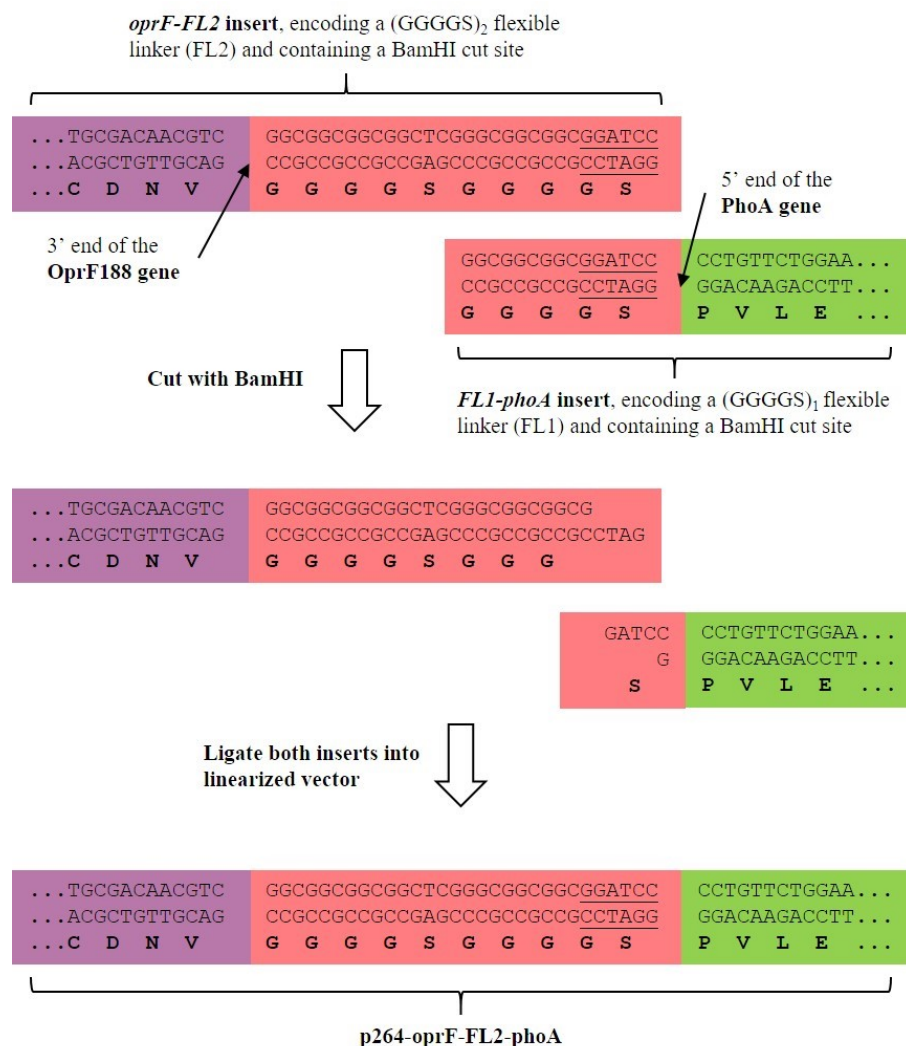 oprF-FL2 insert, encoding a (GGGGS)2 flexible
linker (FL2) and containing a BamHI cut site
...TGCGACAACGTC GGCGGCGGCGGCTCGGGCGGCGGCGGATCC
...ACGCTGTTGCAG CCGCCGCCGCCGAGCCCGCCGCCGCCTAGG
...C D N V G G G G S G G G G S
5’ end of the
PhoA gene
3’ end of the
OprF188 gene
GGCGGCGGCGGATCC CCTGTTCTGGAA...
CCGCCGCCGCCTAGG GGACAAGACCTT...
G G G G S P V L E ...
Cut with BamHI
FL1-phoA insert, encoding a (GGGGS)1 flexible
linker (FL1) and containing a BamHI cut site
...TGCGACAACGTC GGCGGCGGCGGCTCGGGCGGCGGCG
...ACGCTGTTGCAG CCGCCGCCGCCGAGCCCGCCGCCGCCTAG
...C D N V G G G G S G G G
GATCC CCTGTTCTGGAA...
G GGACAAGACCTT...
S P V L E ...
Ligate both inserts into
linearized vector
...TGCGACAACGTC GGCGGCGGCGGCTCGGGCGGCGGCGGATCC CCTGTTCTGGAA...
...ACGCTGTTGCAG CCGCCGCCGCCGAGCCCGCCGCCGCCTAGG GGACAAGACCTT...
...C D N V G G G G S G G G G S P V L E ...
p264-oprF-FL2-phoA